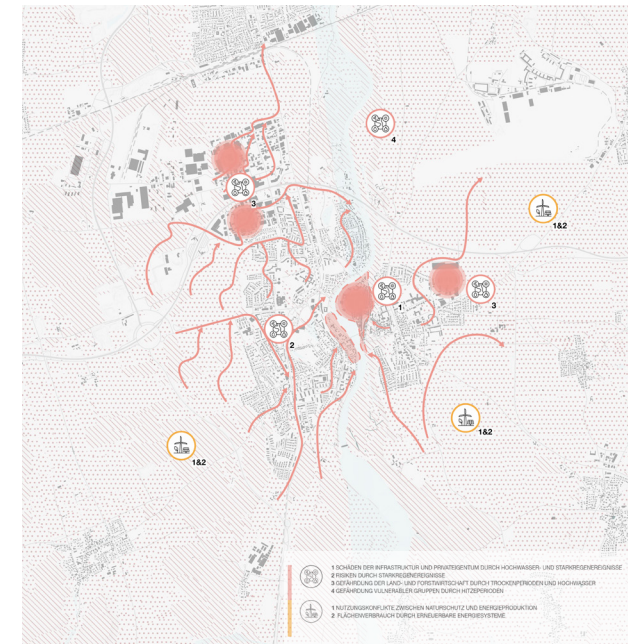 4
3
1&2
3
1
2
1&2
1&2
1 SCHÄDEN DER INFRASTRUKTUR UND PRIVATEIGENTUM DURCH HOCHWASSER- UND STARKREGENEREIGNISSE
2 RISIKEN DURCH STARKREGENEREIGNISSE
3 GEFÄHRDUNG DER LAND- UND FORSTWIRTSCHAFT DURCH TROCKENPERIODEN UND HOCHWASSER
4 GEFÄHRDUNG VULNERABLER GRUPPEN DURCH HITZEPERIODEN
1 NUTZUNGSKONFLIKTE ZWISCHEN NATURSCHUTZ UND ENERGIEPRODUKTION
2 FLÄCHENVERBRAUCH DURCH ERNEUERBARE ENERGIESYSTEME